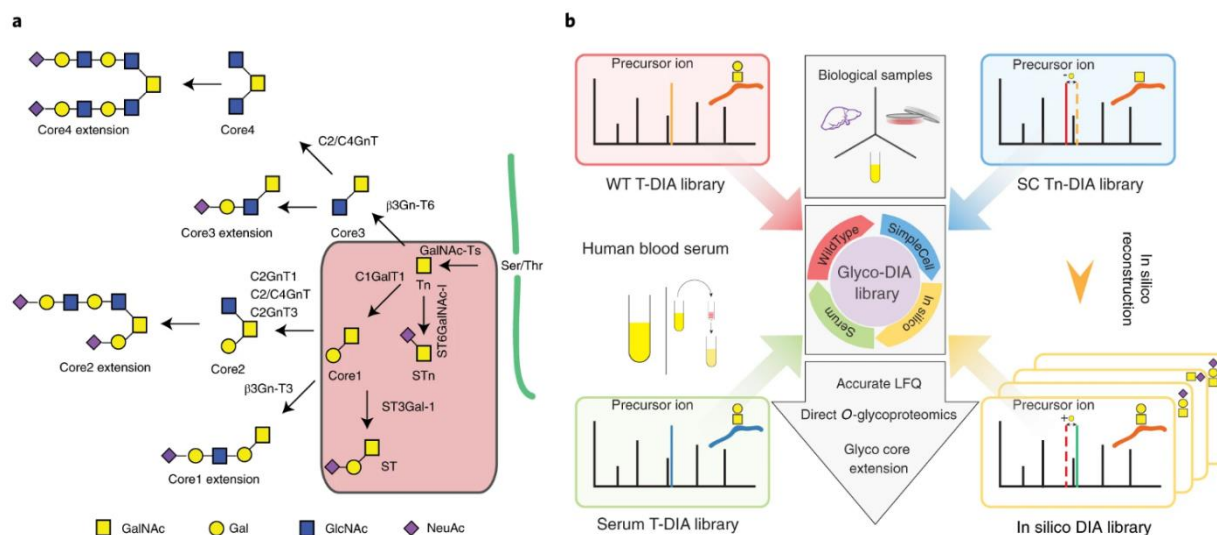 a
Core4 extension
Core4
C2/C4GnT
Core3 extension
Core3
β3Gn-T6
GalNAc-Ts
Ser/Thr
Tn
C1GalT1
ST6GalNAc-I
C2GnT1
C2/C4GnT
C2GnT3
Core2 extension
Core2
Core1
STn
β3Gn-T3
ST3Gal-1
ST
Core1 extension
GalNAc
Gal
GlcNAc
NeuAc
b
Precursor ion
WT T-DIA library
Biological samples
Precursor ion
SC Tn-DIA library
Human blood serum
WildType
SimpleCell
Glyco-DIA
library
Serum
In silico
In silico
reconstruction
Precursor ion
Serum T-DIA library
Accurate LFQ
Direct O-glycoproteomics
Glyco core
extension
Precursor ion
In silico DIA library